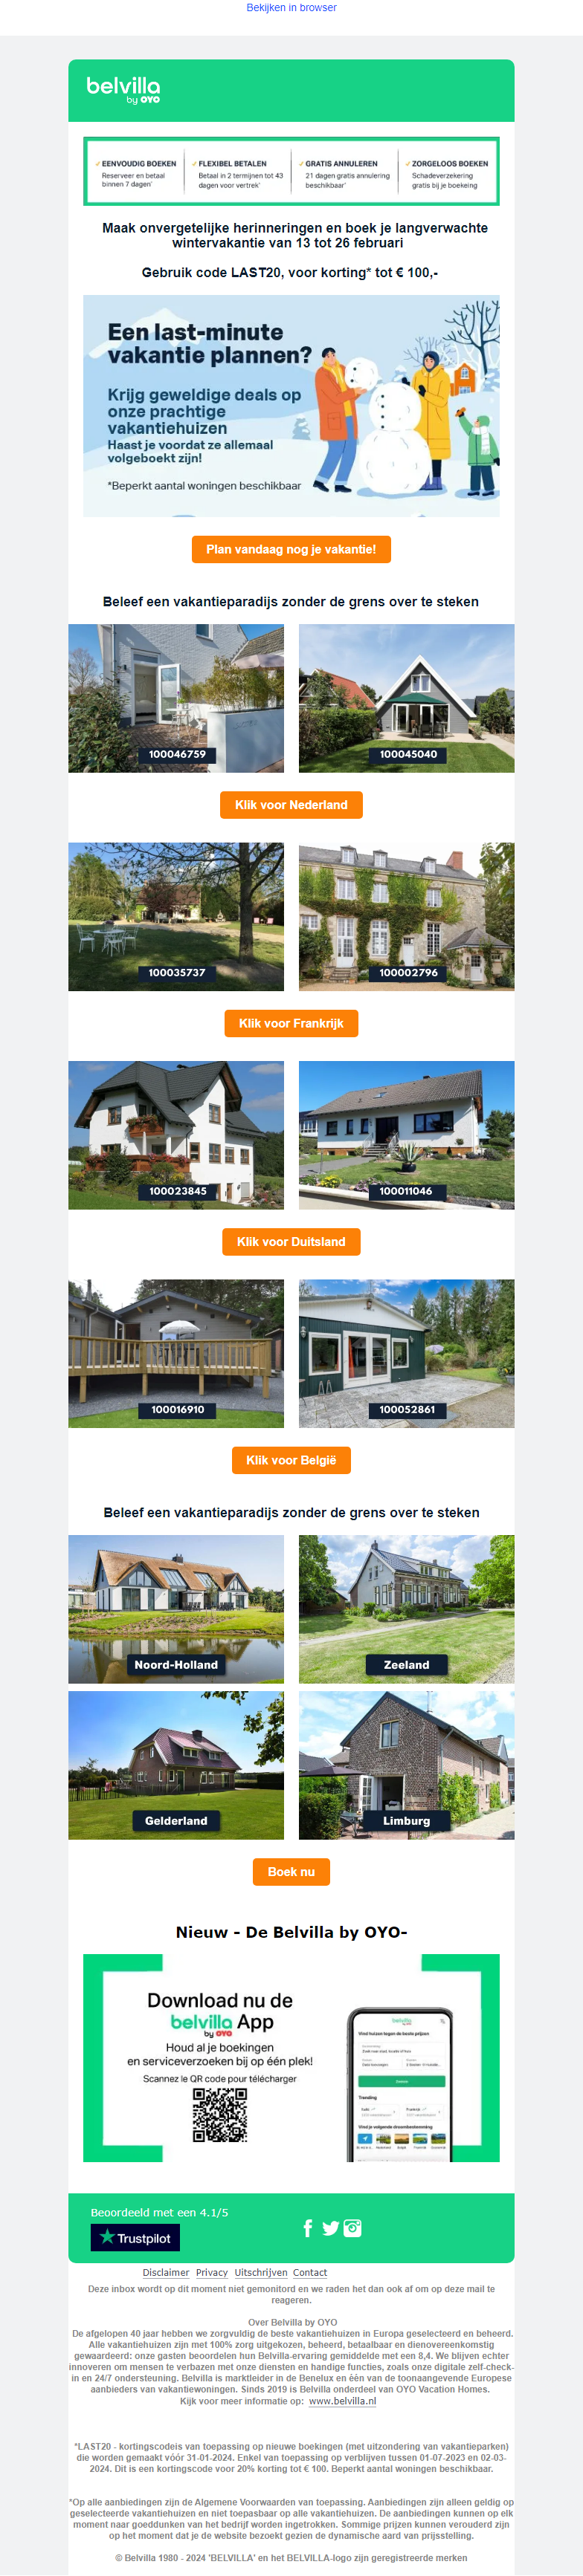 Bekijken in browser
belvilla
by OYO
✓ EENVOUDIG BOEKEN
Reserveer en betaal
binnen 7 dagen*
✓ FLEXIBEL BETALEN
Betaal in 2 termijnen tot 43
dagen voor vertrek*
✓ GRATIS ANNULEREN
21 dagen gratis annulering
beschikbaar*
✓ ZORGELOOS BOEKEN
Schadeverzekering
gratis bij je boekeing
Maak onvergetelijke herinneringen en boek je langverwachte
wintervakantie van 13 tot 26 februari
Gebruik code LAST20, voor korting* tot € 100,-
Een last-minute
vakantie plannen?
Krijg geweldige deals op
onze prachtige
vakantiehuizen
Haast je voordat ze allemaal
volgeboekt zijn!
*Beperkt aantal woningen beschikbaar
Plan vandaag nog je vakantie!
Beleef een vakantieparadijs zonder de grens over te steken
100046759
100045040
Klik voor Nederland
100035737
100002796
Klik voor Frankrijk
100023845
100011046
Klik voor Duitsland
100016910
100052861
Klik voor België
Beleef een vakantieparadijs zonder de grens over te steken
Noord-Holland
Zeeland
Gelderland
Limburg
Boek nu
Nieuw - De Belvilla by OYO-
Download nu de
belvilla App
by OYO
Houd al je boekingen
en serviceverzoeken bij op één plek!
Scannez le QR code pour télécharger
belvilla
Vind huizen tegen de beste prijzen
Zoeken
Trending
Vind je volgende droombestemming
Beoordeeld met een 4.1/5
Trustpilot
Disclaimer Privacy Uitschrijven Contact
Deze inbox wordt op dit moment niet gemonitord en we raden het dan ook af om op deze mail te
reageren.
Over Belvilla by OYO
De afgelopen 40 jaar hebben we zorgvuldig de beste vakantiehuizen in Europa geselecteerd en beheerd.
Alle vakantiehuizen zijn met 100% zorg uitgekozen, beheerd, betaalbaar en dienovereenkomstig
gewaardeerd: onze gasten beoordelen hun Belvilla-ervaring gemiddelde met een 8,4. We blijven echter
innoveren om mensen te verbazen met onze diensten en handige functies, zoals onze digitale zelf-check-
in en 24/7 ondersteuning. Belvilla is marktleider in de Benelux en één van de toonaangevende Europese
aanbieders van vakantiewoningen. Sinds 2019 is Belvilla onderdeel van OYO Vacation Homes.
Kijk voor meer informatie op: www.belvilla.nl
*LAST20 - kortingscodeis van toepassing op nieuwe boekingen (met uitzondering van vakantieparken)
die worden gemaakt vóór 31-01-2024. Enkel van toepassing op verblijven tussen 01-07-2023 en 02-03-
2024. Dit is een kortingscode voor 20% korting tot € 100. Beperkt aantal woningen beschikbaar.
*Op alle aanbiedingen zijn de Algemene Voorwaarden van toepassing. Aanbiedingen zijn alleen geldig op
geselecteerde vakantiehuizen en niet toepasbaar op alle vakantiehuizen. De aanbiedingen kunnen op elk
moment naar goeddunken van het bedrijf worden ingetrokken. Sommige prijzen kunnen verouderd zijn
op het moment dat je de website bezoekt gezien de dynamische aard van prijsstelling.
© Belvilla 1980 - 2024 'BELVILLA' en het BELVILLA-logo zijn geregistreerde merken